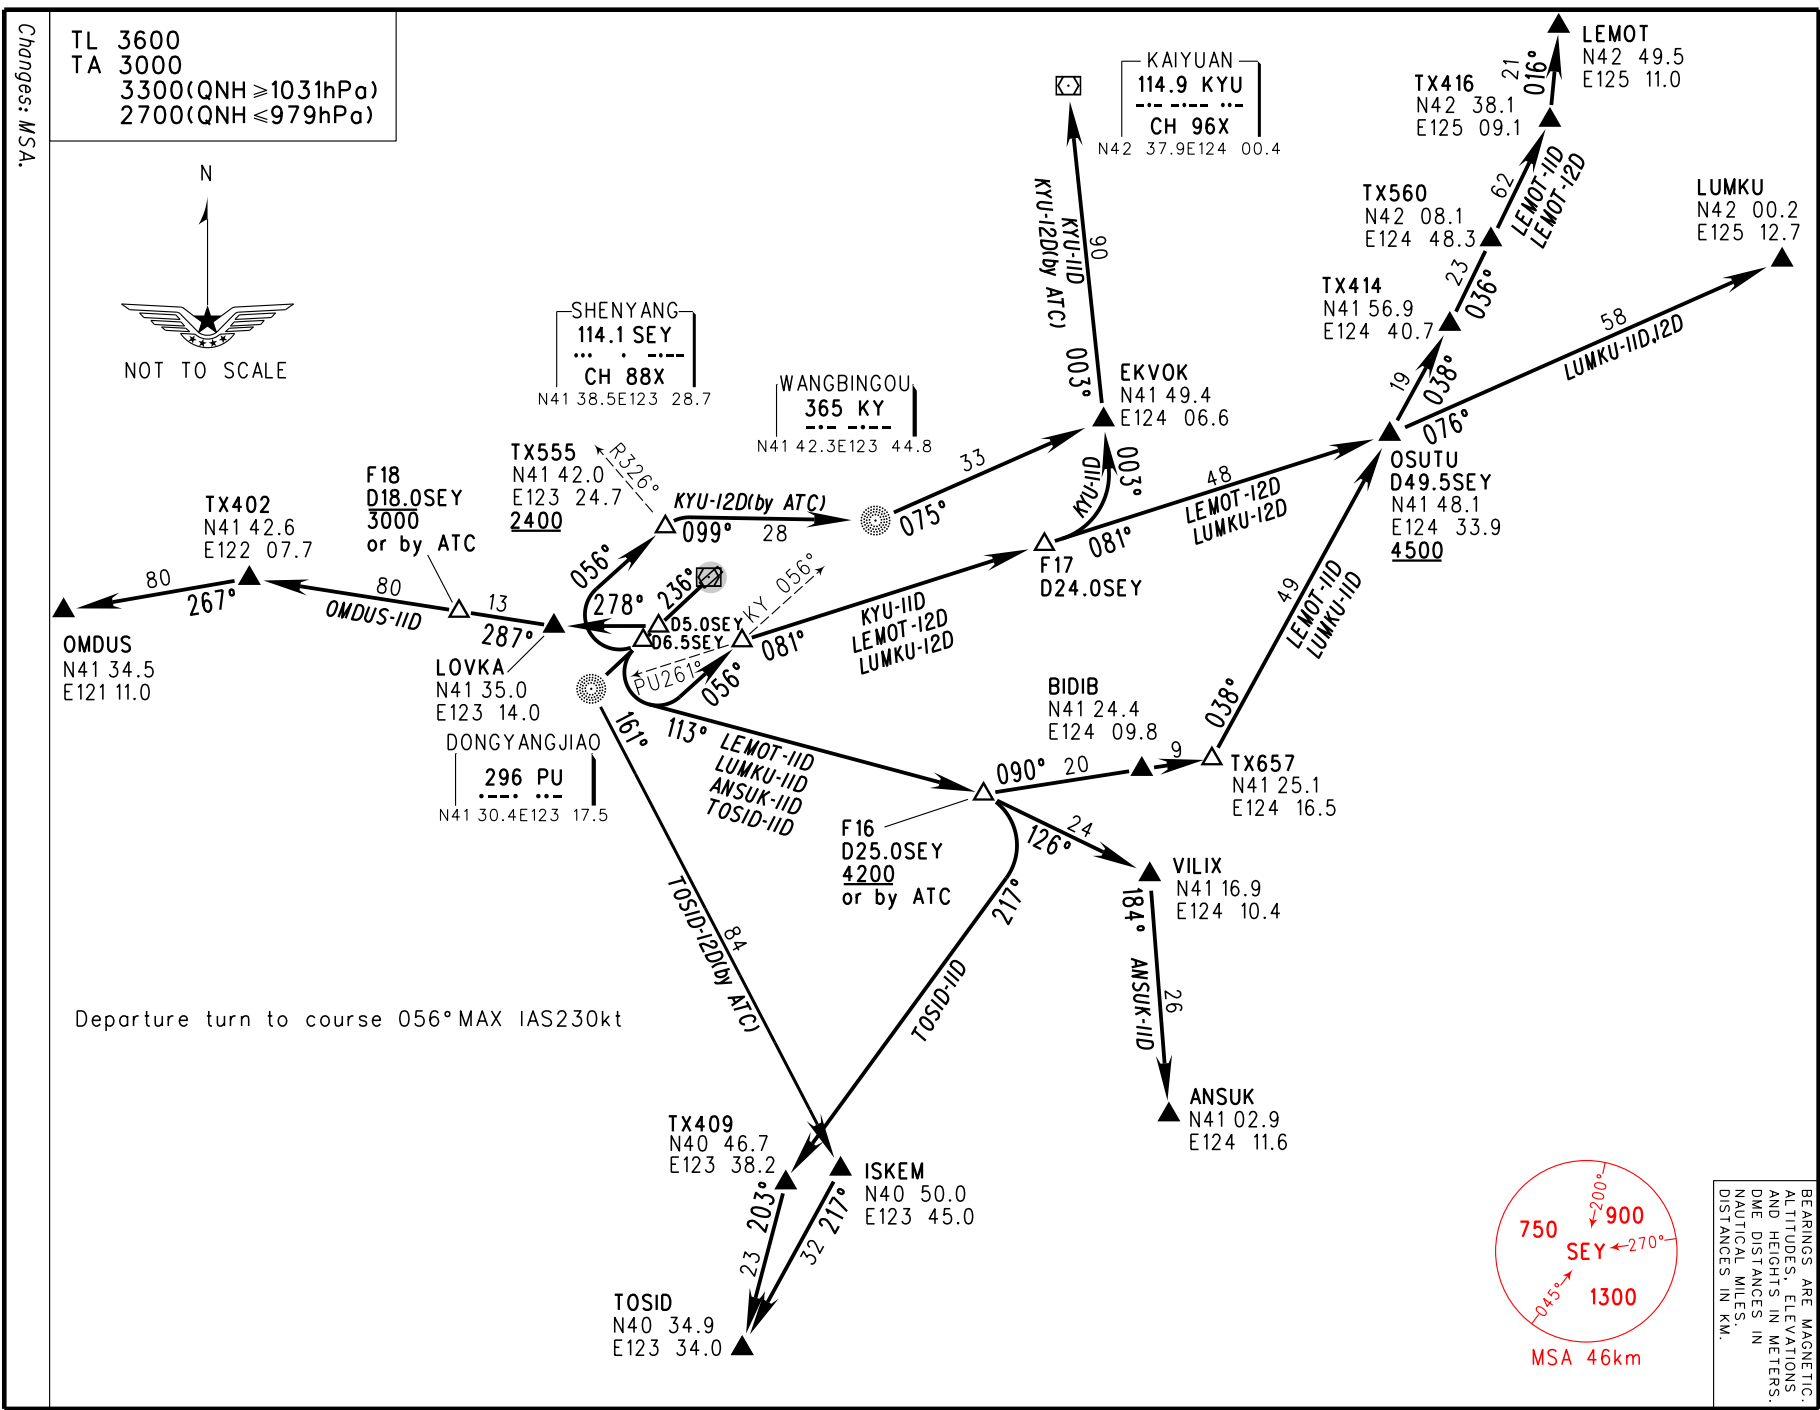 Changes: MSA.
TL 3600
TA 3000
3300(QNH ≥1031hPa)
2700(QNH ≤979hPa)
N
NOT TO SCALE
KAIYUAN
114.9 KYU
CH 96X
N42 37.9E124 00.4
LEMOT
N42 49.5
E125 11.0
21
016°
TX416
N42 38.1
E125 09.1
62
LEMOT-11D
LEMOT-12D
TX560
N42 08.1
E124 48.3
23
036°
TX414
N41 56.9
E124 40.7
19
038°
LUMKU
N42 00.2
E125 12.7
58
LUMKU-11D,12D
076°
OSUTU
D49.5SEY
N41 48.1
E124 33.9
4500
KYU-11D
KYU-12D(by ATC)
90
003°
EKVOK
N41 49.4
E124 06.6
SHENYANG
114.1 SEY
CH 88X
N41 38.5E123 28.7
WANGBINGOU
365 KY
N41 42.3E123 44.8
33
075°
KYU-11D
003°
48
LEMOT-12D
LUMKU-12D
081°
F17
D24.0SEY
TX555
N41 42.0
E123 24.7
2400
R326°
KYU-12D(by ATC)
099°
28
056°
F18
D18.0SEY
3000
or by ATC
TX402
N41 42.6
E122 07.7
80
267°
OMDUS
N41 34.5
E121 11.0
80
OMDUS-11D
13
287°
278°
236°
D5.0SEY
D6.5SEY
KY 056°
PU261°
056°
081°
KYU-11D
LEMOT-12D
LUMKU-12D
LOVKA
N41 35.0
E123 14.0
DONGYANGJIAO
296 PU
N41 30.4E123 17.5
161°
113°
LEMOT-11D
LUMKU-11D
ANSUK-11D
TOSID-11D
BIDIB
N41 24.4
E124 09.8
090°
20
9
TX657
N41 25.1
E124 16.5
038°
49
LEMOT-11D
LUMKU-11D
F16
D25.0SEY
4200
or by ATC
24
126°
VILIX
N41 16.9
E124 10.4
184°
ANSUK-11D
26
ANSUK
N41 02.9
E124 11.6
217°
TOSID-11D
TOSID-12D(by ATC)
84
Departure turn to course 056° MAX IAS230kt
TX409
N40 46.7
E123 38.2
203°
23
ISKEM
N40 50.0
E123 45.0
217°
32
TOSID
N40 34.9
E123 34.0
750
900
1300
SEY
200°
270°
045°
MSA 46km
BEARINGS ARE MAGNETIC.
ALTITUDES, ELEVATIONS
AND HEIGHTS IN METERS.
DME DISTANCES IN
NAUTICAL MILES.
DISTANCES IN KM.